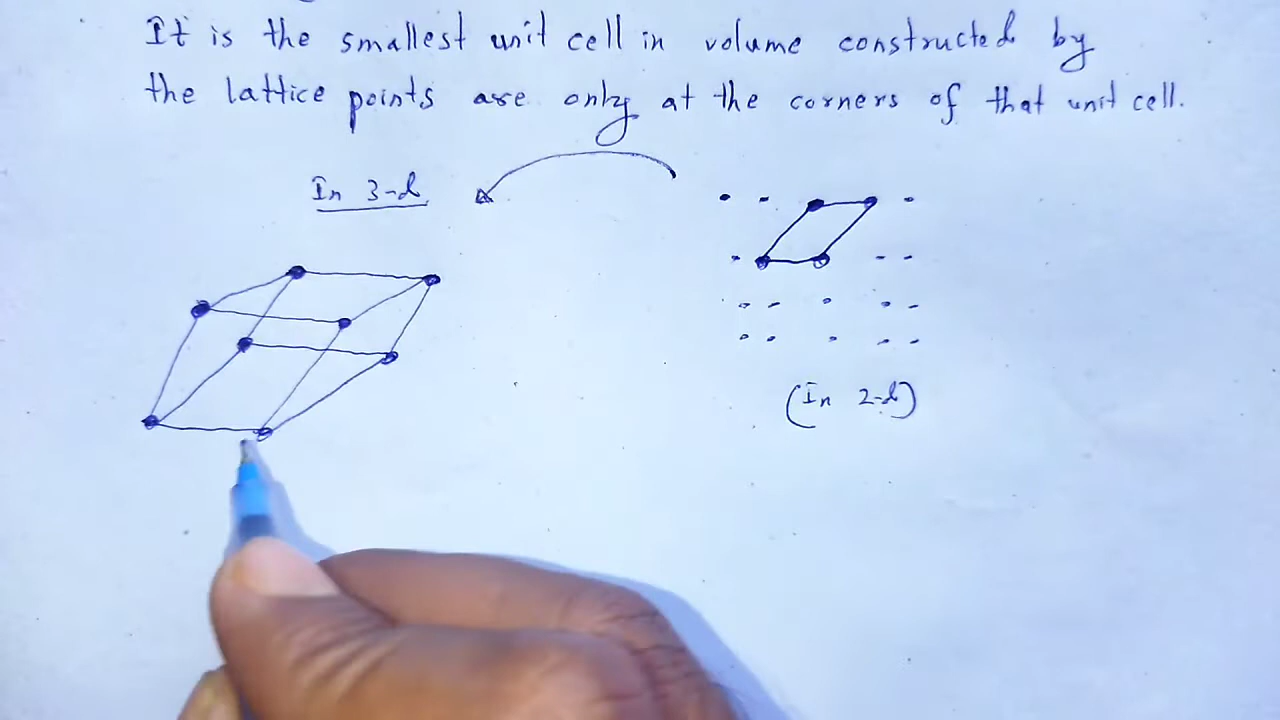 It is the smallest unit cell in volume constructed by
the lattice points are only at the corners of that unit cell.
In 3-d
(In 2-d)